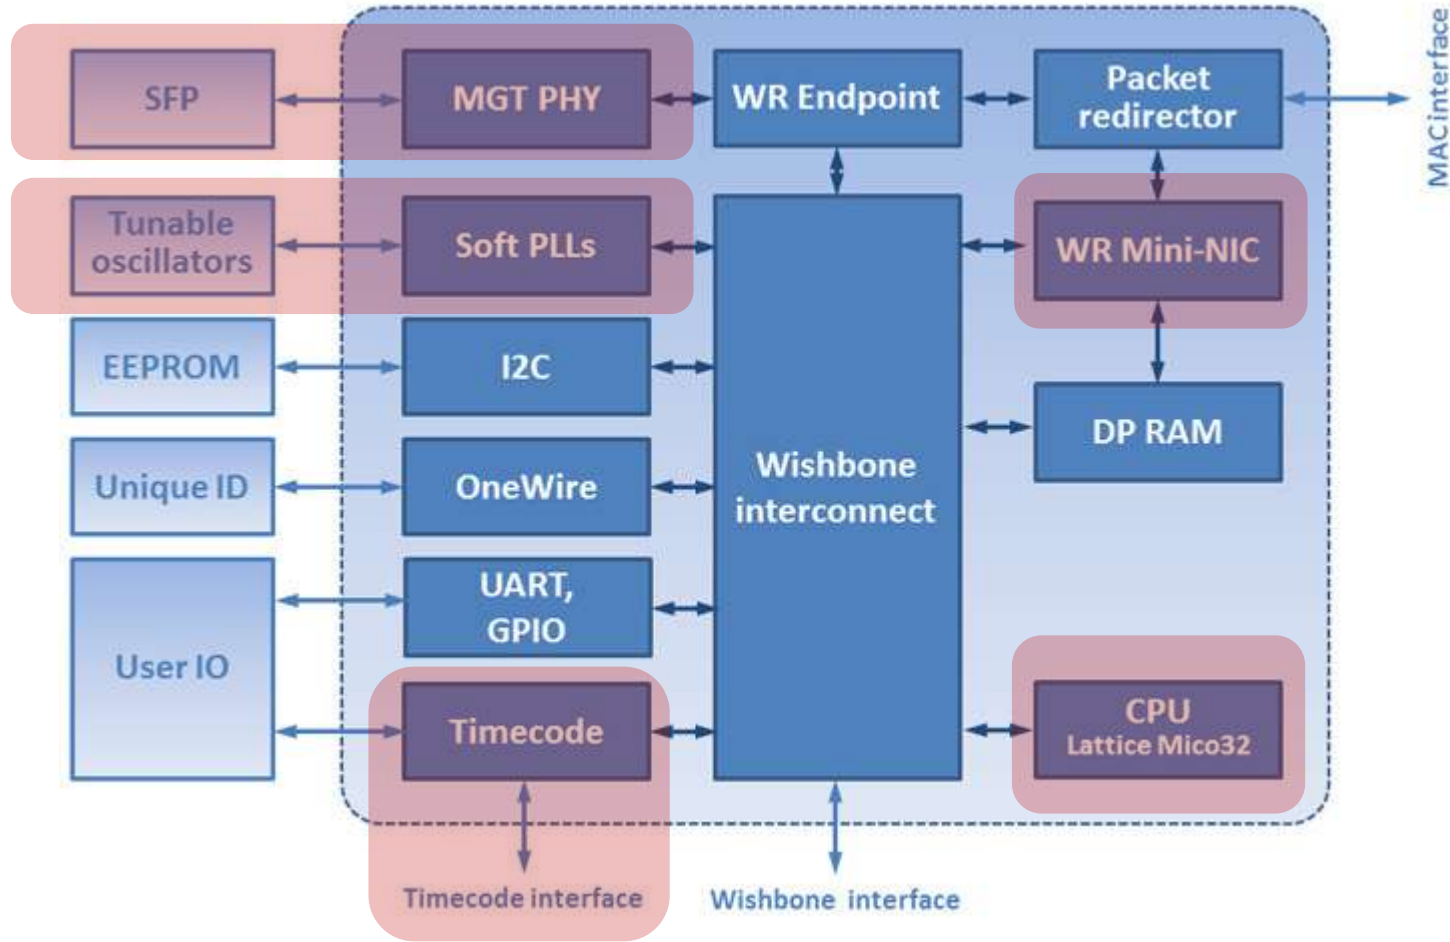 SFP
MGT PHY
WR Endpoint
Packet
redirector
MAC interface
Tunable
oscillators
Soft PLLs
WR Mini-NIC
EEPROM
I2C
DP RAM
Unique ID
OneWire
Wishbone
interconnect
UART,
GPIO
User IO
Timecode
CPU
Lattice Mico32
Timecode interface
Wishbone interface